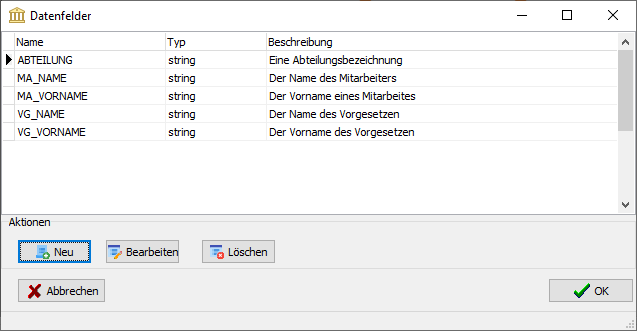 Datenfelder
Name Typ Beschreibung
ABTEILUNG string Eine Abteilungsbezeichnung
MA_NAME string Der Name des Mitarbeiters
MA_VORNAME string Der Vorname eines Mitarbeites
VG_NAME string Der Name des Vorgesetzen
VG_VORNAME string Der Vorname des Vorgesetzen
Aktionen
Neu Bearbeiten Löschen
Abbrechen OK